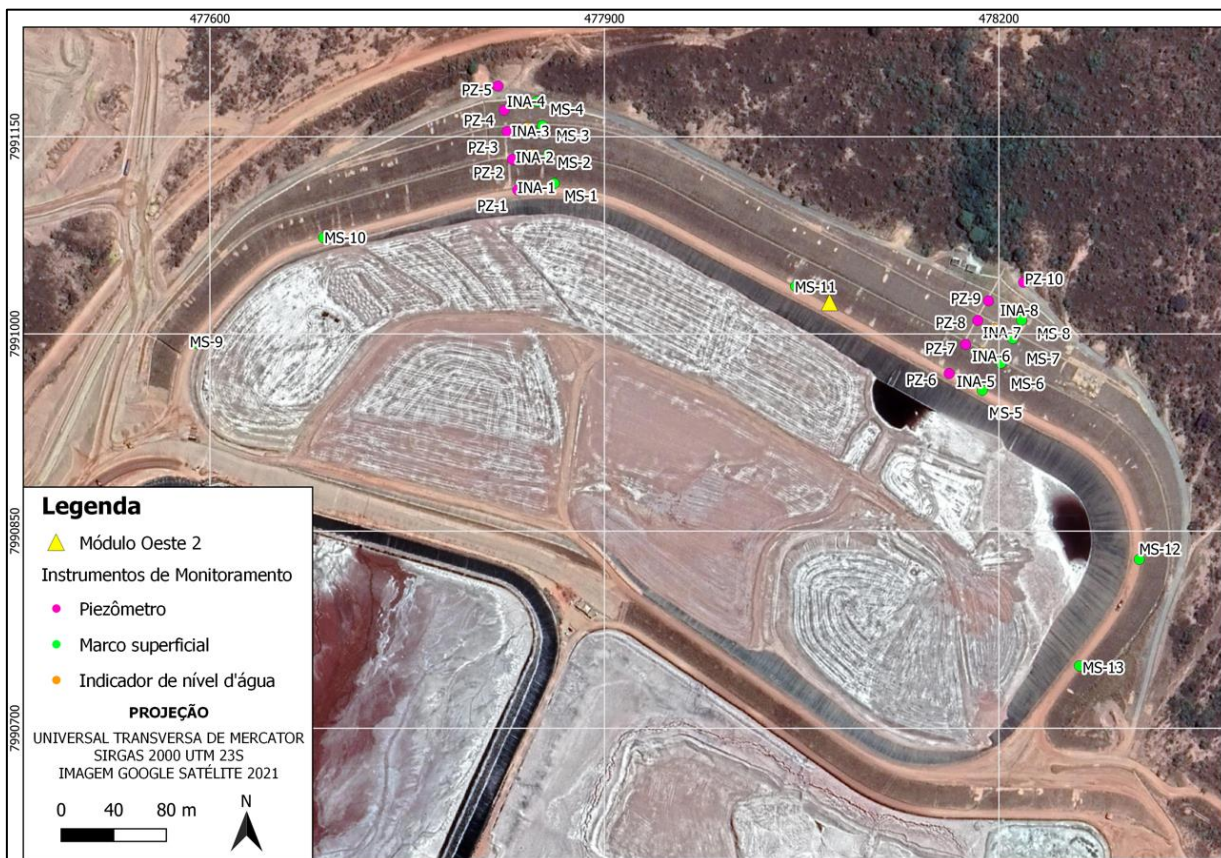 477600
477900
478200
7991150
7991000
7990850
7990700
PZ-5
INA-4
MS-4
PZ-4
INA-3
MS-3
PZ-3
INA-2
MS-2
PZ-2
INA-1
MS-1
PZ-1
MS-10
MS-9
MS-11
PZ-10
PZ-9
INA-8
PZ-8
INA-7
MS-8
PZ-7
INA-6
MS-7
PZ-6
INA-5
MS-6
MS-5
MS-12
MS-13
Legenda
Módulo Oeste 2
Instrumentos de Monitoramento
Piezômetro
Marco superficial
Indicador de nível d'água
PROJEÇÃO
UNIVERSAL TRANSVERSA DE MERCATOR
SIRGAS 2000 UTM 23S
IMAGEM GOOGLE SATÉLITE 2021
0 40 80 m
N